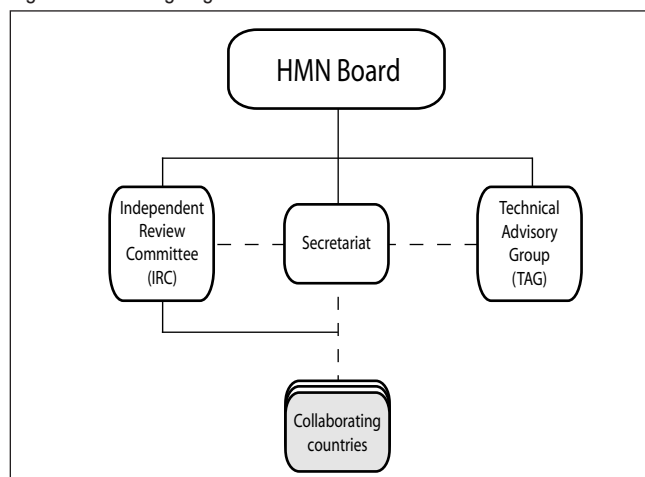 HMN Board
Independent
Review
Committee
(IRC)
Secretariat
Technical
Advisory
Group
(TAG)
Collaborating
countries